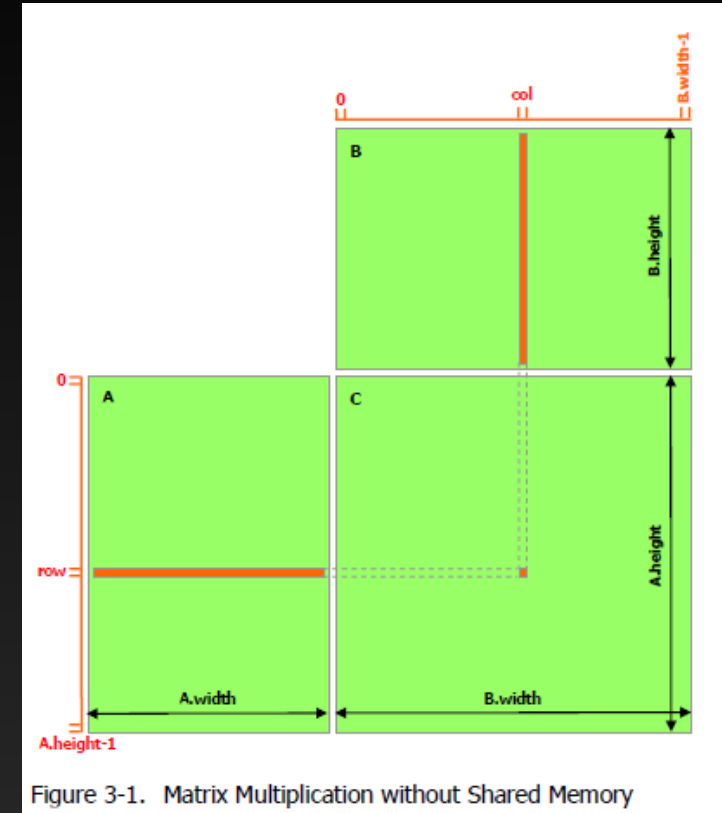 0
col
B.width-1
B
B.height
0
A
C
row
A.height
A.width
B.width
A.height-1
Figure 3-1. Matrix Multiplication without Shared Memory